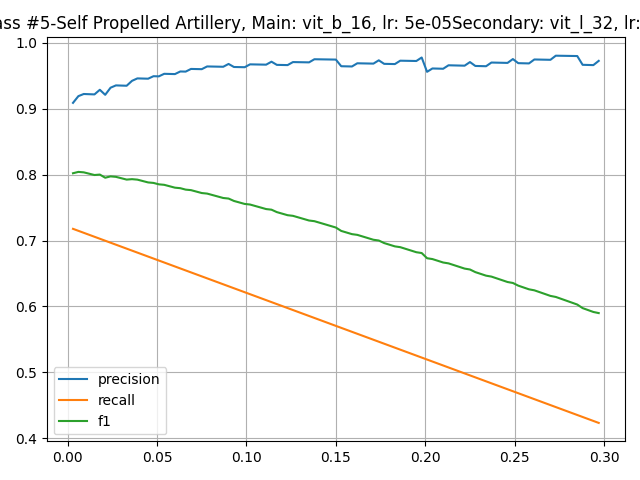 ass #5-Self Propelled Artillery, Main: vit_b_16, lr: 5e-05Secondary: vit_l_32, lr:
1.0
0.9
0.8
0.7
0.6
0.5
0.4
precision
recall
f1
0.00 0.05 0.10 0.15 0.20 0.25 0.30